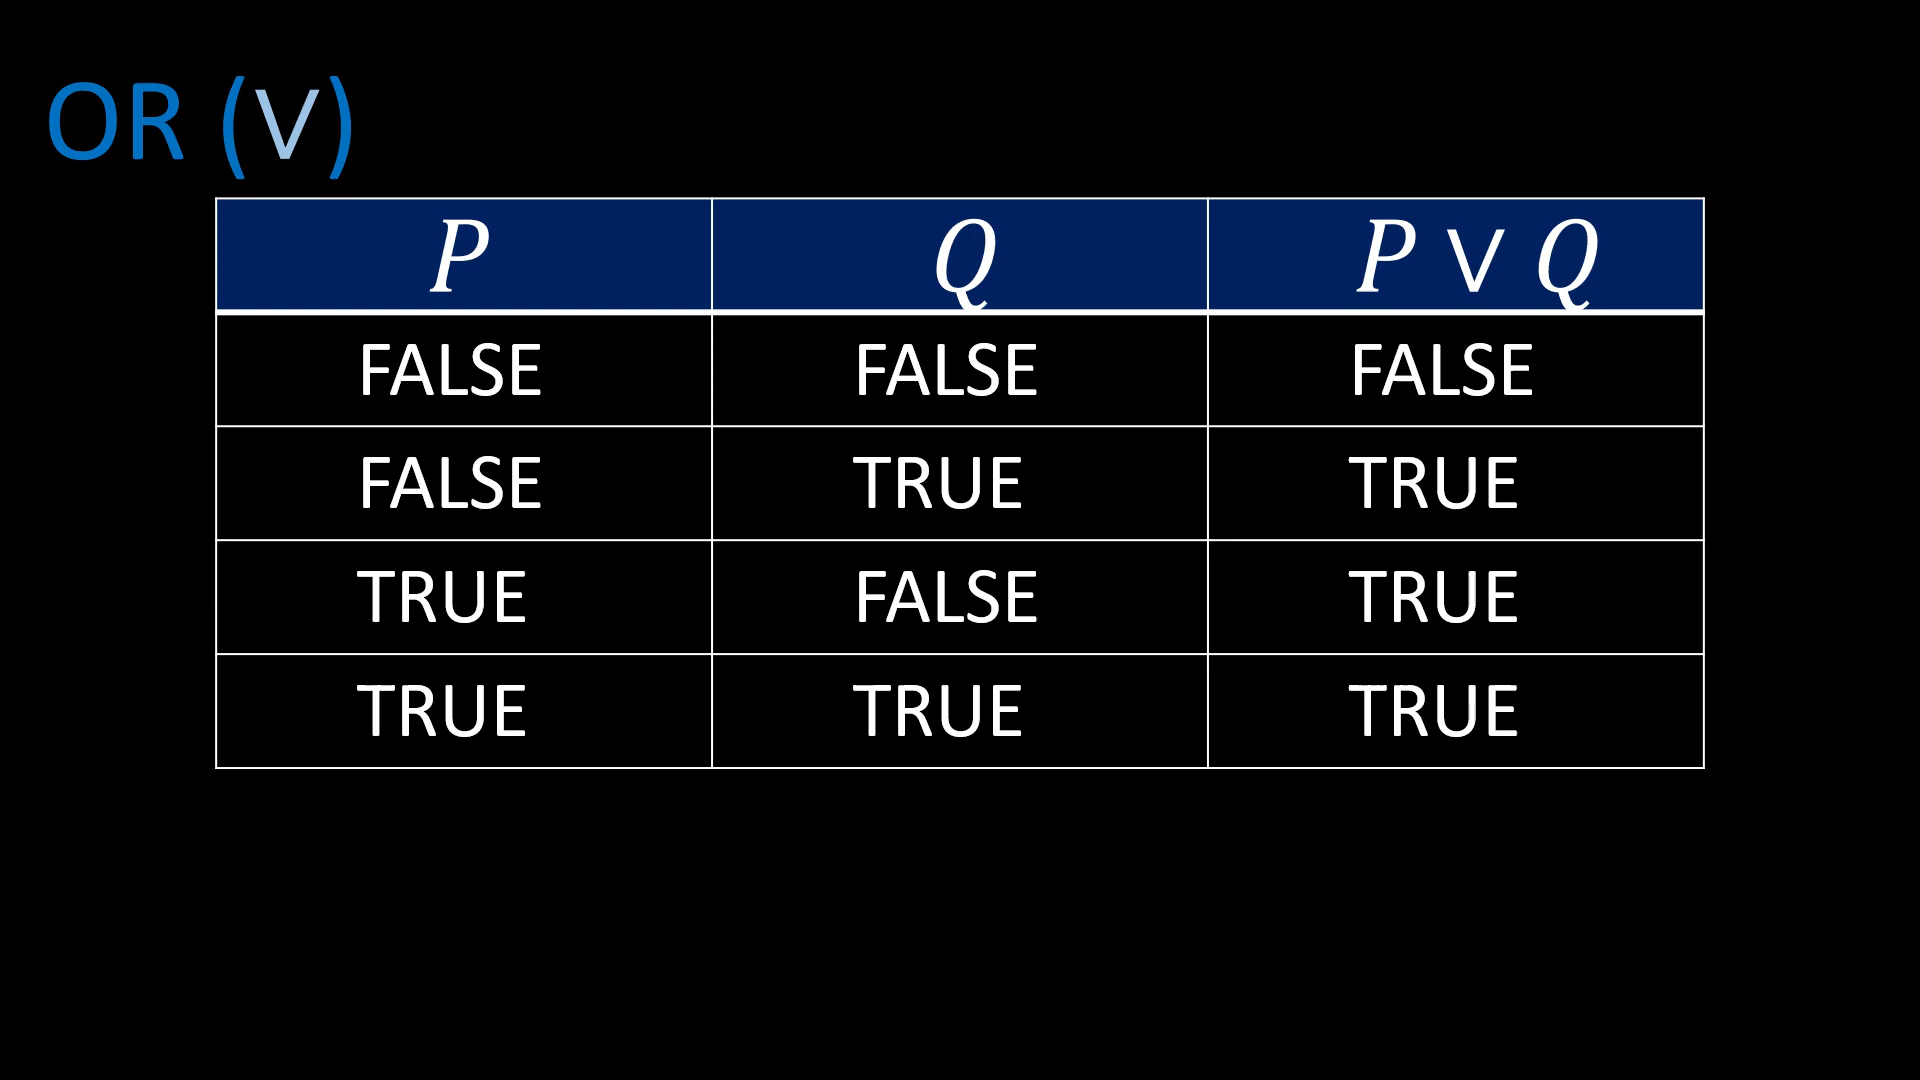 OR (∨)
P Q P ∨ Q
FALSE FALSE FALSE
FALSE TRUE TRUE
TRUE FALSE TRUE
TRUE TRUE TRUE